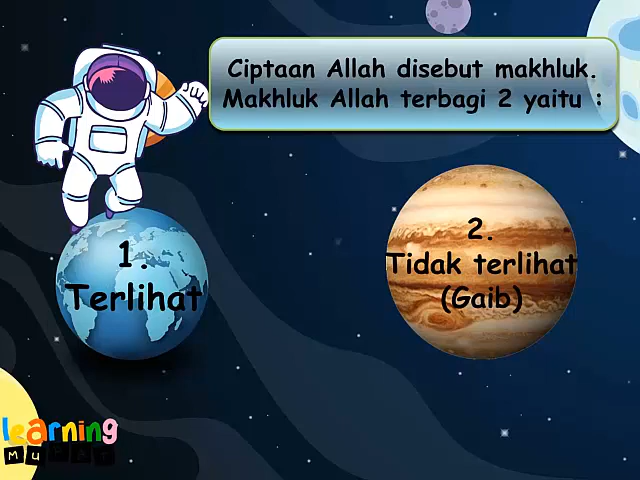 Ciptaan Allah disebut makhluk.
Makhluk Allah terbagi 2 yaitu :
1.
Terlihat
2.
Tidak terlihat
(Gaib)
learning